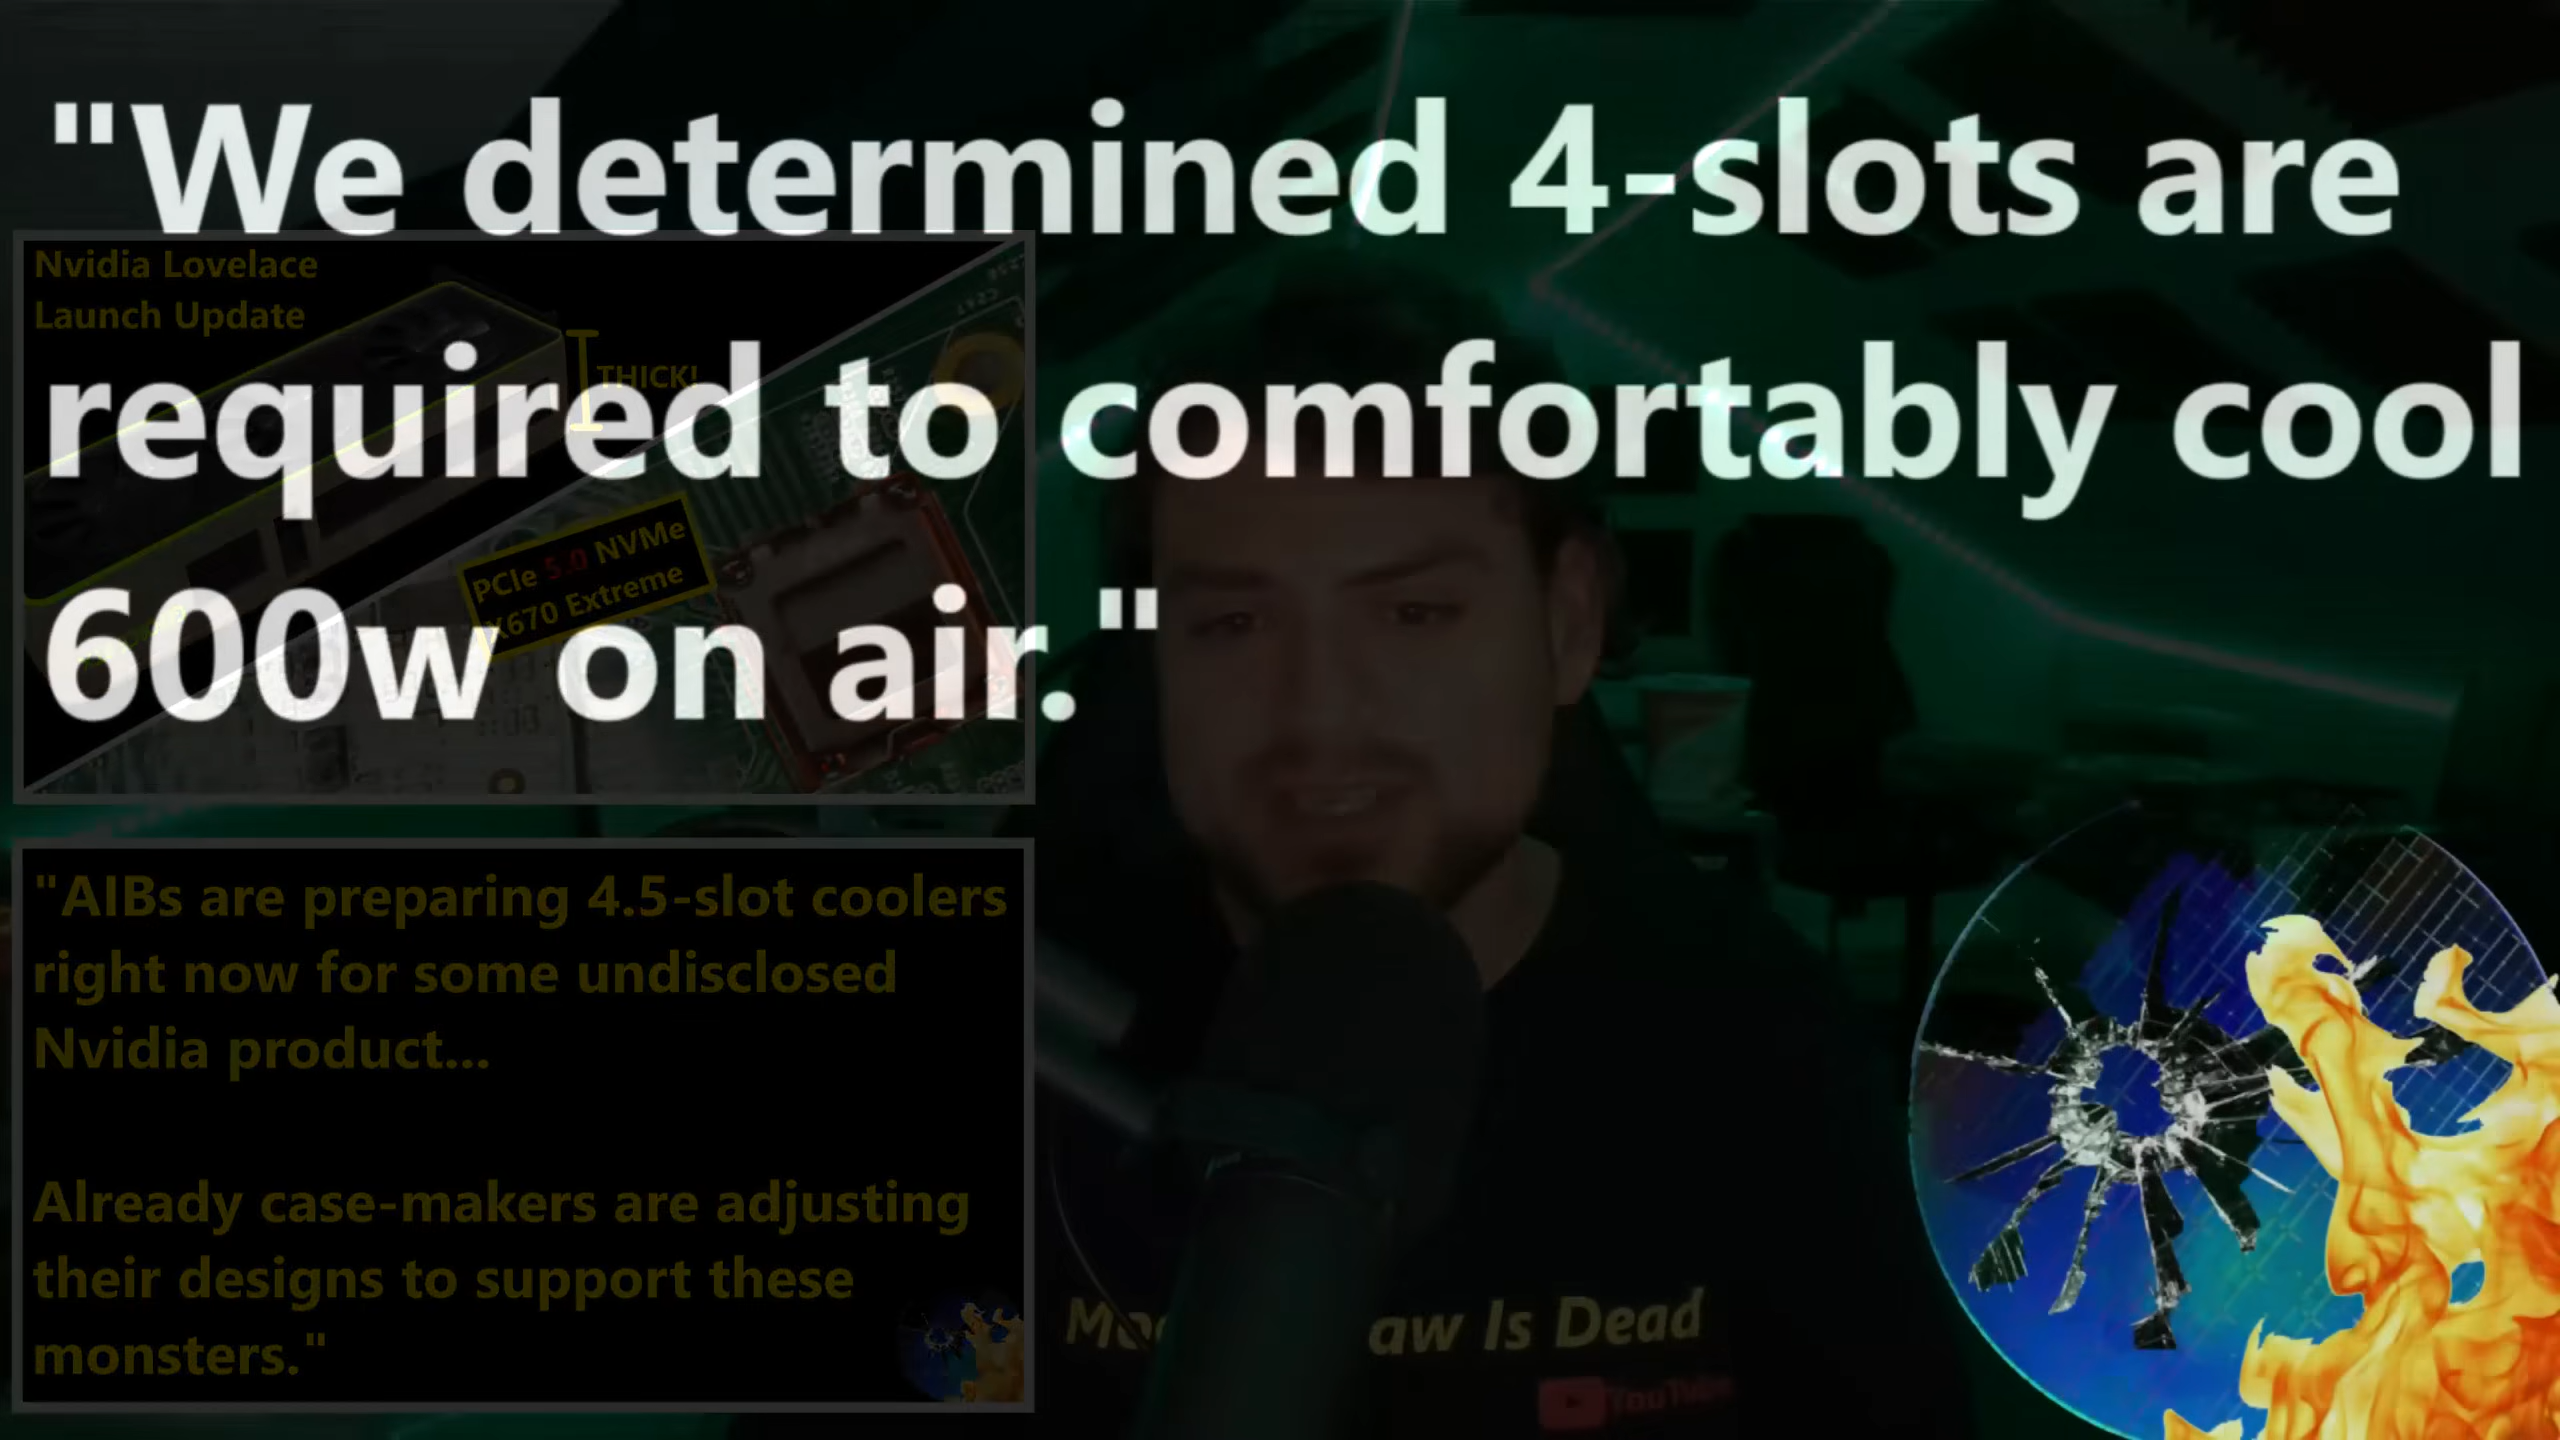 "We determined 4-slots are
required to comfortably cool
600w on air."
Nvidia Lovelace
Launch Update
THICK!
PCIe 5.0 NVMe
X670 Extreme
"AIBs are preparing 4.5-slot coolers
right now for some undisclosed
Nvidia product...
Already case-makers are adjusting
their designs to support these
monsters."
aw Is Dead
YouTube